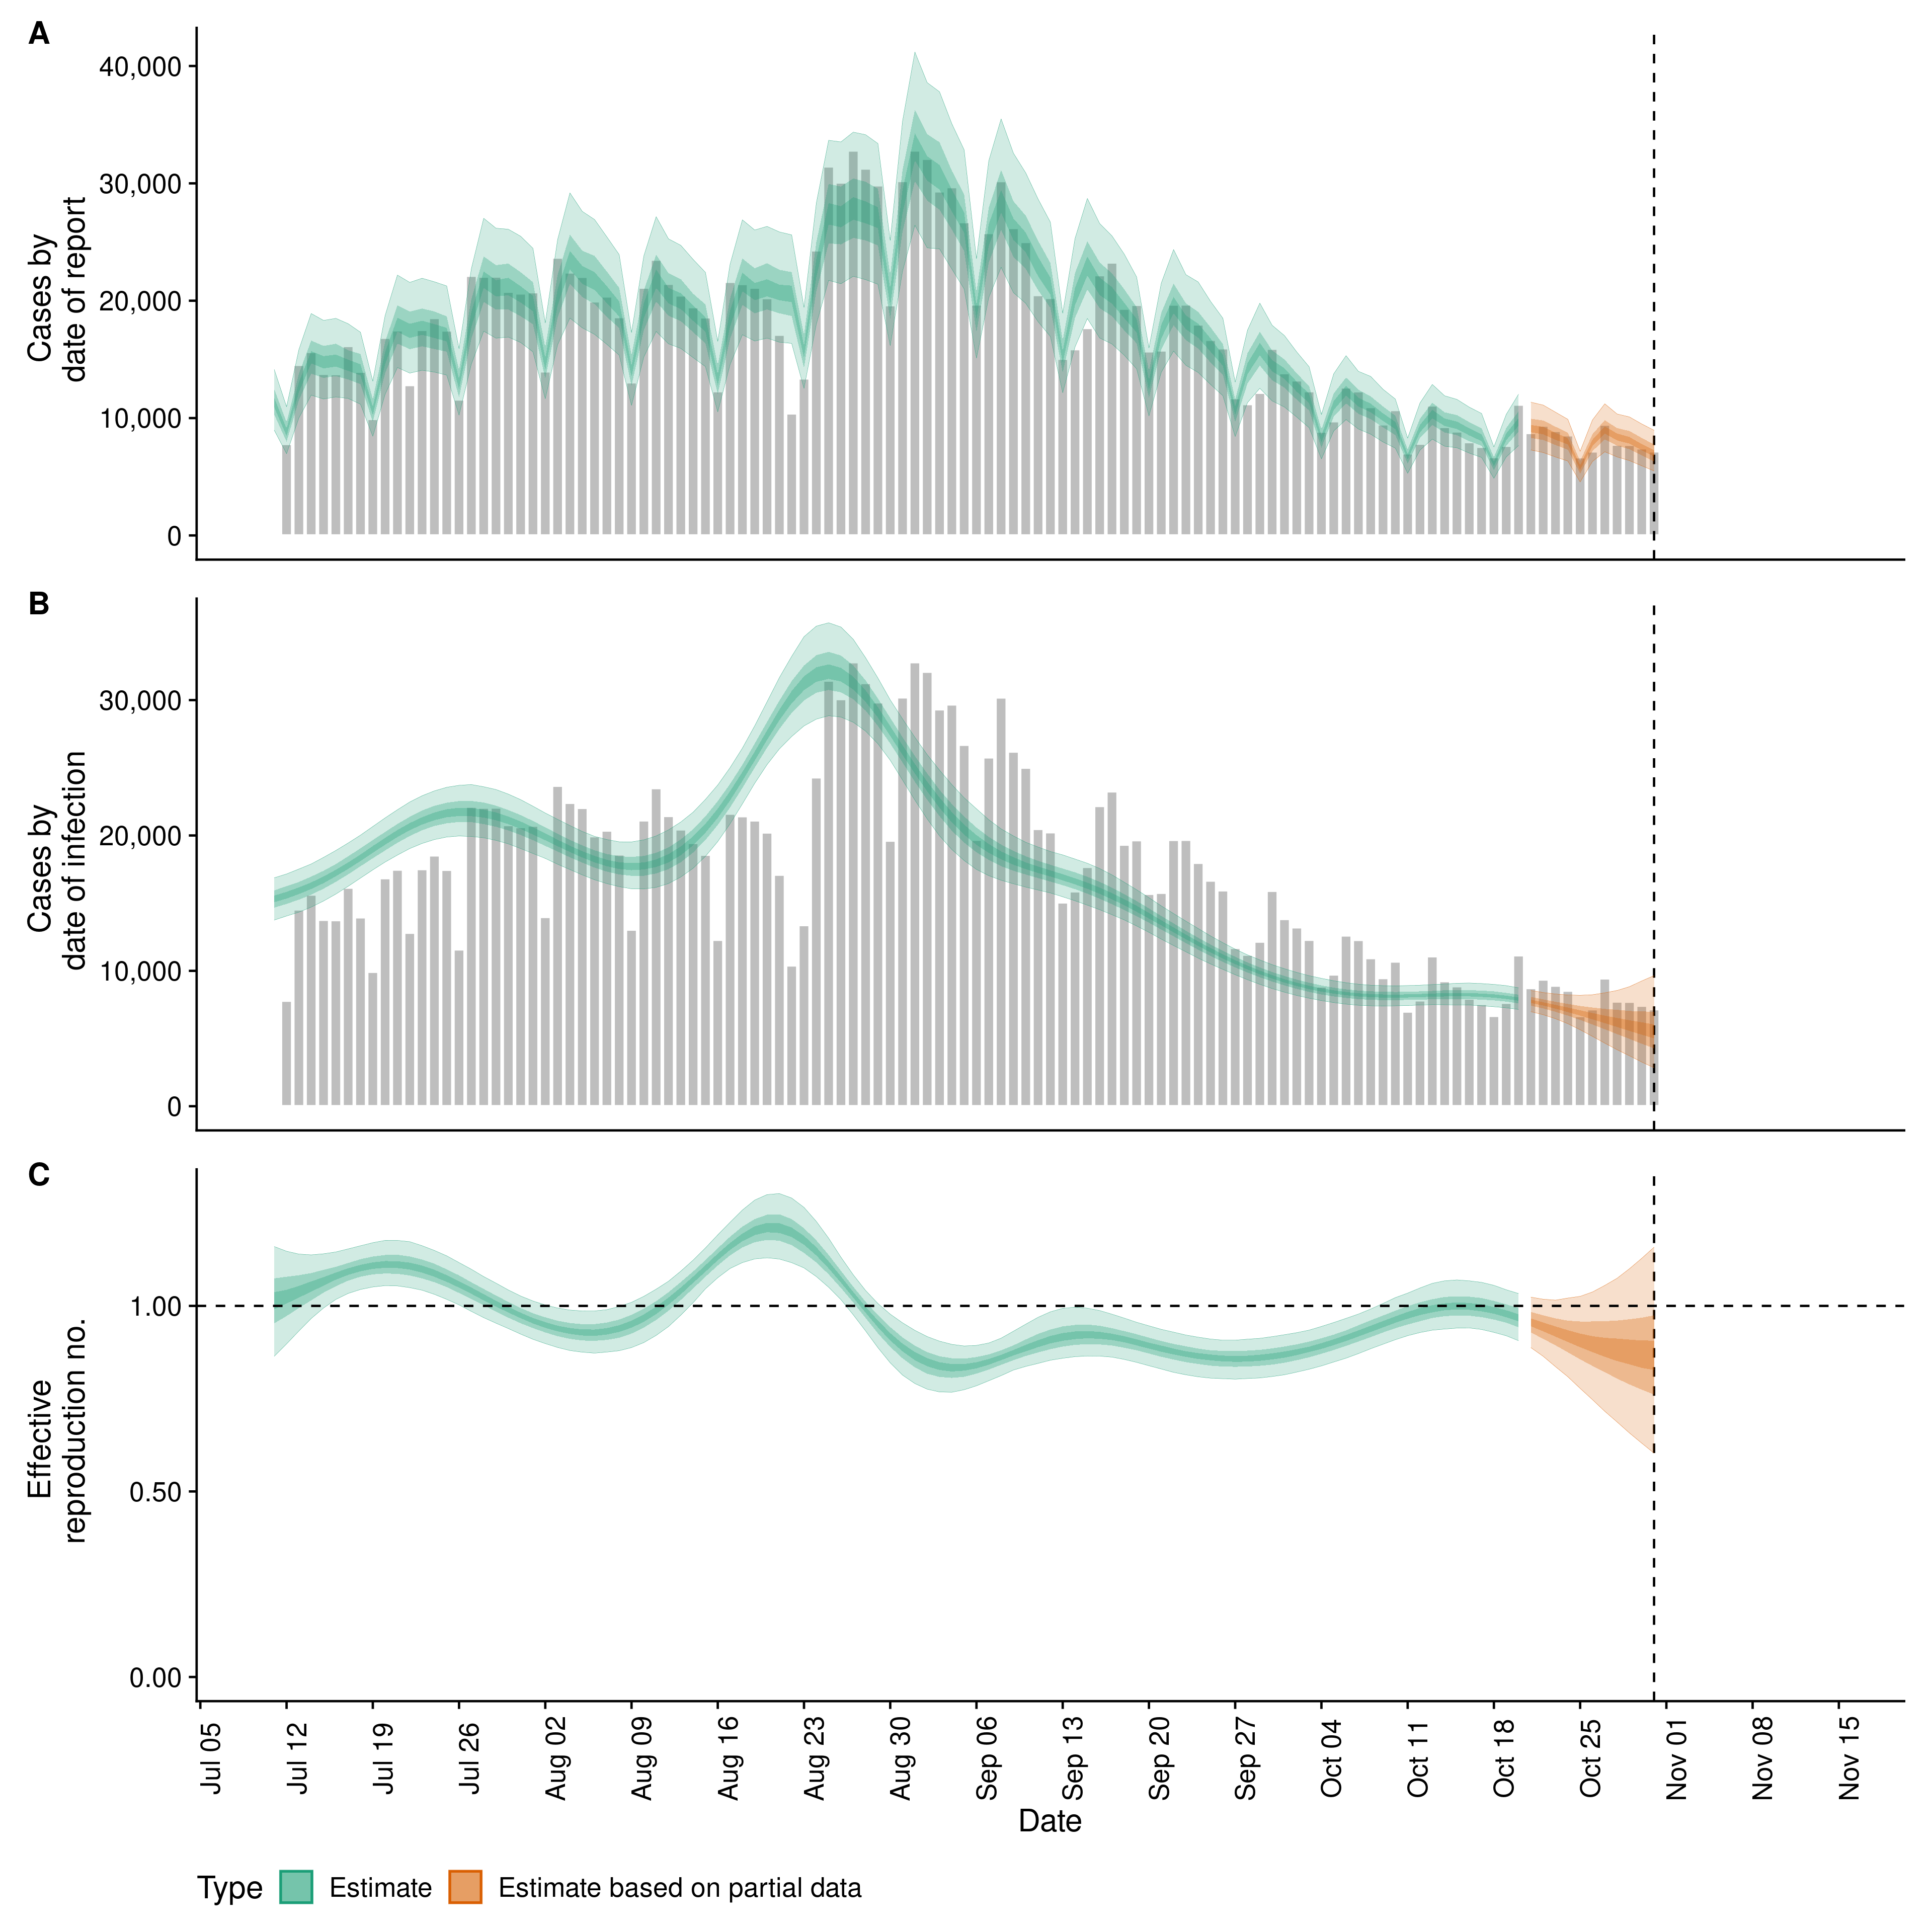 A
Cases by
date of report
40,000
30,000
20,000
10,000
0
B
Cases by
date of infection
30,000
20,000
10,000
0
C
Effective
reproduction no.
1.00
0.50
0.00
Jul 05
Jul 12
Jul 19
Jul 26
Aug 02
Aug 09
Aug 16
Aug 23
Aug 30
Sep 06
Sep 13
Sep 20
Sep 27
Oct 04
Oct 11
Oct 18
Oct 25
Nov 01
Nov 08
Nov 15
Date
Type Estimate Estimate based on partial data